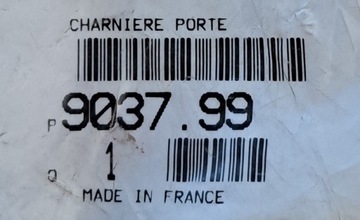 CHARNIERE PORTE
P 9037.99
Q 1
MADE IN FRANCE